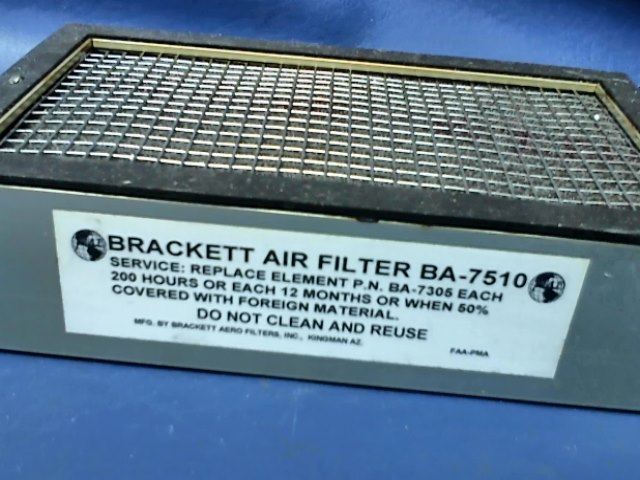 BRACKETT AIR FILTER BA-7510
SERVICE: REPLACE ELEMENT P.N. BA-7305 EACH
200 HOURS OR EACH 12 MONTHS OR WHEN 50%
COVERED WITH FOREIGN MATERIAL.
DO NOT CLEAN AND REUSE
MFG. BY BRACKETT AERO FILTERS, INC., KINGMAN AZ.
FAA-PMA